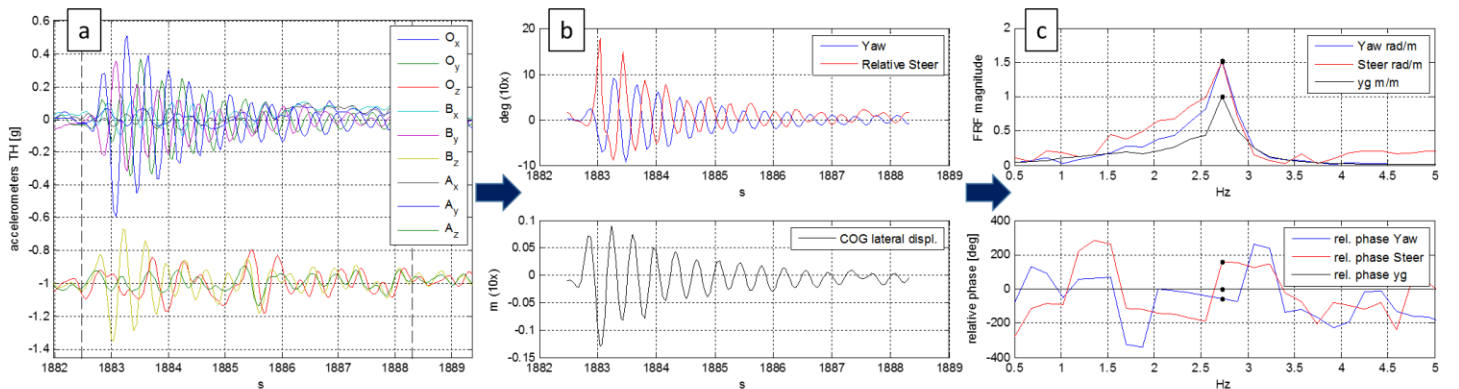 a
accelerometers TH [g]
0.6
0.4
0.2
0
-0.2
-0.4
-0.6
-0.8
-1
-1.2
-1.4
1882 1883 1884 1885 1886 1887 1888 1889
s
Ox
Oy
Oz
Bx
By
Bz
Ax
Ay
Az
b
deg (10x)
20
10
0
-10
1882 1883 1884 1885 1886 1887 1888 1889
s
Yaw
Relative Steer
m (10x)
0.1
0.05
0
-0.05
-0.1
-0.15
1882 1883 1884 1885 1886 1887 1888 1889
s
COG lateral displ.
c
FRF magnitude
2
1.5
1
0.5
0
0.5 1 1.5 2 2.5 3 3.5 4 4.5 5
Hz
Yaw rad/m
Steer rad/m
yg m/m
relative phase [deg]
400
200
0
-200
-400
0.5 1 1.5 2 2.5 3 3.5 4 4.5 5
Hz
rel. phase Yaw
rel. phase Steer
rel. phase yg